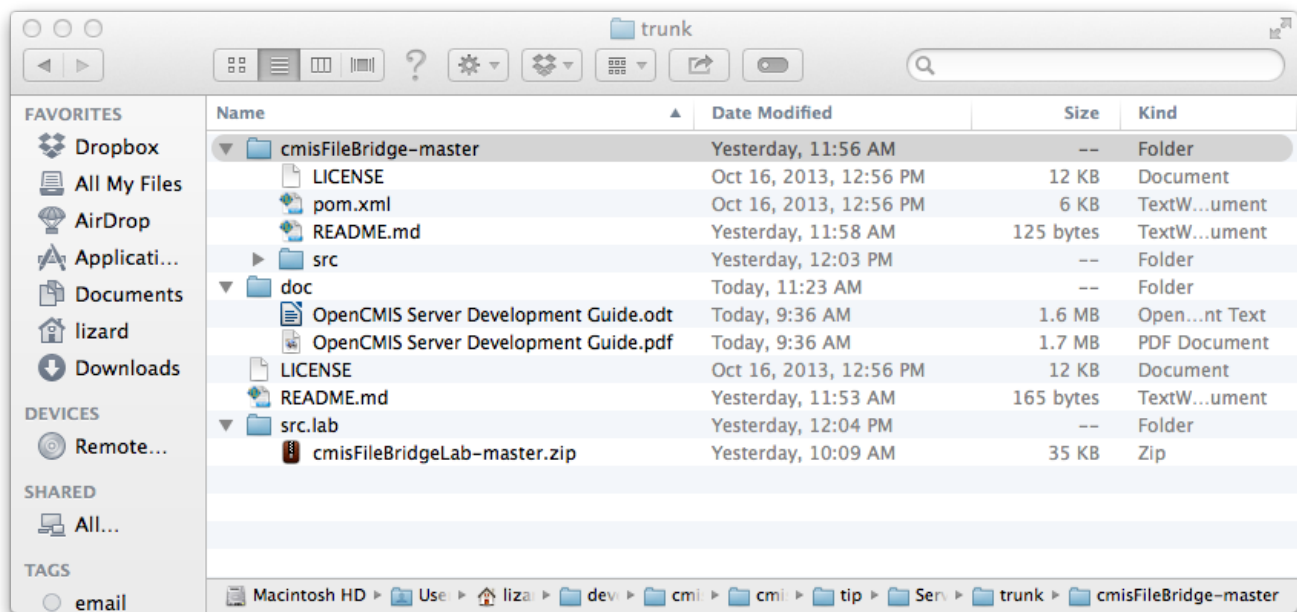 trunk
FAVORITES
Dropbox
All My Files
AirDrop
Applicati...
Documents
lizard
Downloads
DEVICES
Remote...
SHARED
All...
TAGS
email
Name Date Modified Size Kind
cmisFileBridge-master Yesterday, 11:56 AM -- Folder
LICENSE Oct 16, 2013, 12:56 PM 12 KB Document
pom.xml Oct 16, 2013, 12:56 PM 6 KB TextW...ument
README.md Yesterday, 11:58 AM 125 bytes TextW...ument
src Yesterday, 12:03 PM -- Folder
doc Today, 11:23 AM -- Folder
OpenCMIS Server Development Guide.odt Today, 9:36 AM 1.6 MB Open...nt Text
OpenCMIS Server Development Guide.pdf Today, 9:36 AM 1.7 MB PDF Document
LICENSE Oct 16, 2013, 12:56 PM 12 KB Document
README.md Yesterday, 11:53 AM 165 bytes TextW...ument
src.lab Yesterday, 12:04 PM -- Folder
cmisFileBridgeLab-master.zip Yesterday, 10:09 AM 35 KB Zip
Macintosh HD Use liza dev cmi cmi tip Serv trunk cmisFileBridge-master